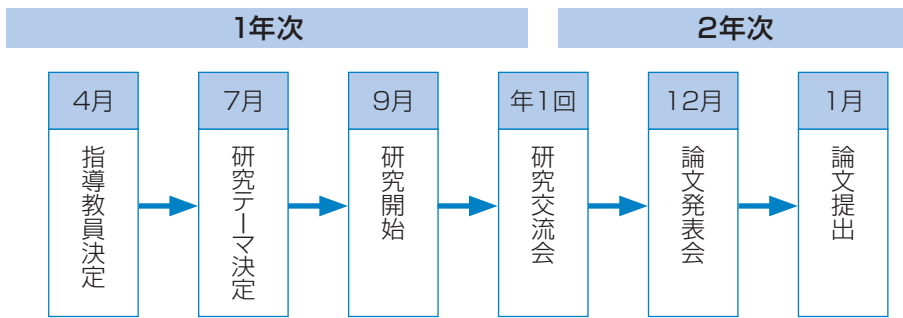 1年次
2年次
4月
指導教員決定
7月
研究テーマ決定
9月
研究開始
年1回
研究交流会
12月
論文発表会
1月
論文提出